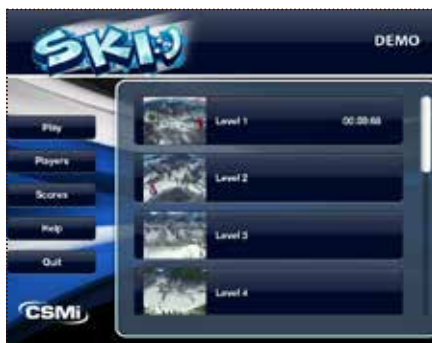 SKI
DEMO
Play
Players
Scores
Help
Quit
Level 1
Level 2
Level 3
Level 4
CSMi